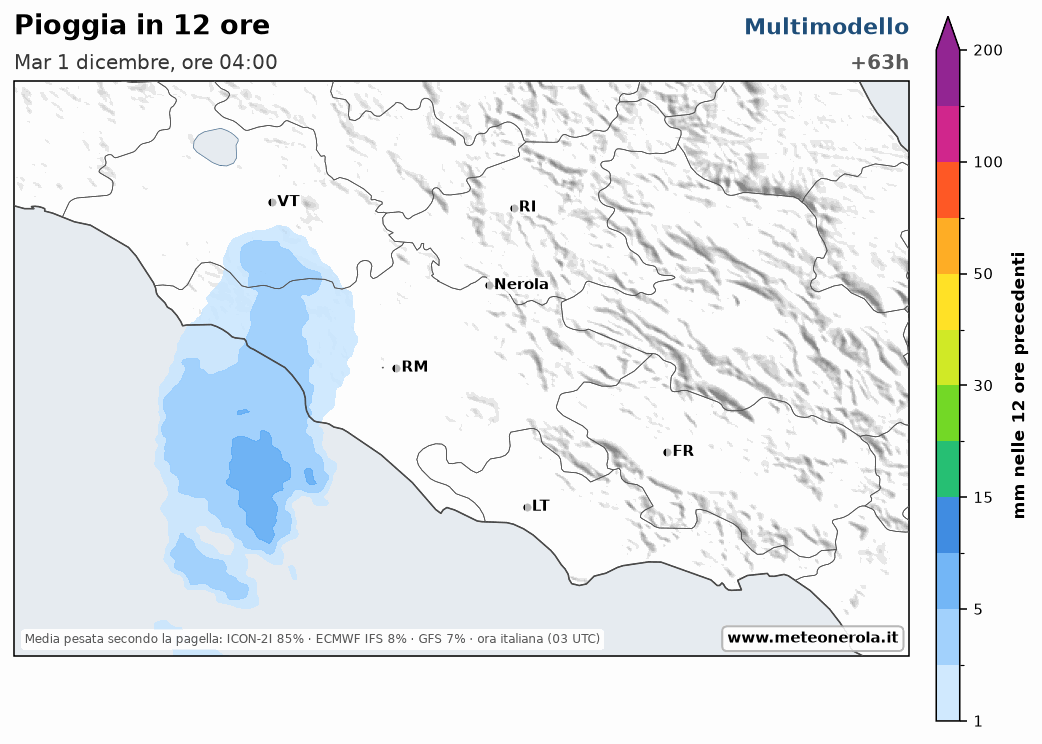 Pioggia in 12 ore
Multimodello
Mar 1 dicembre, ore 04:00
+63h
VT
RI
Nerola
RM
FR
LT
Media pesata secondo la pagella: ICON-2I 85% · ECMWF IFS 8% · GFS 7% · ora italiana (03 UTC)
www.meteonerola.it
200
100
50
30
15
5
1
mm nelle 12 ore precedenti